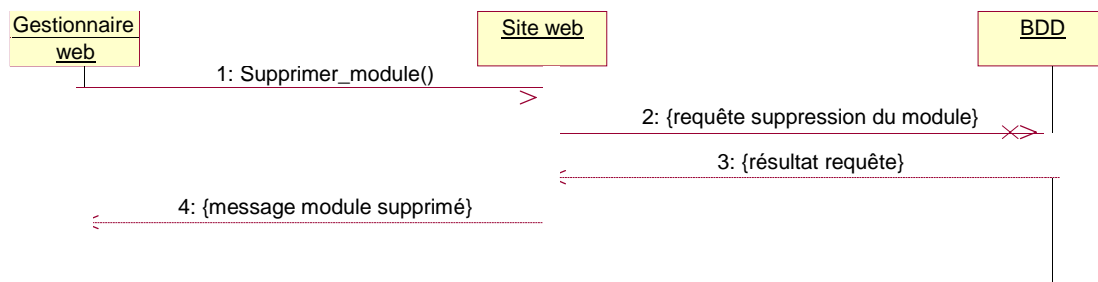 Gestionnaire
web
Site web
BDD
1: Supprimer_module()
2: {requête suppression du module}
3: {résultat requête}
4: {message module supprimé}